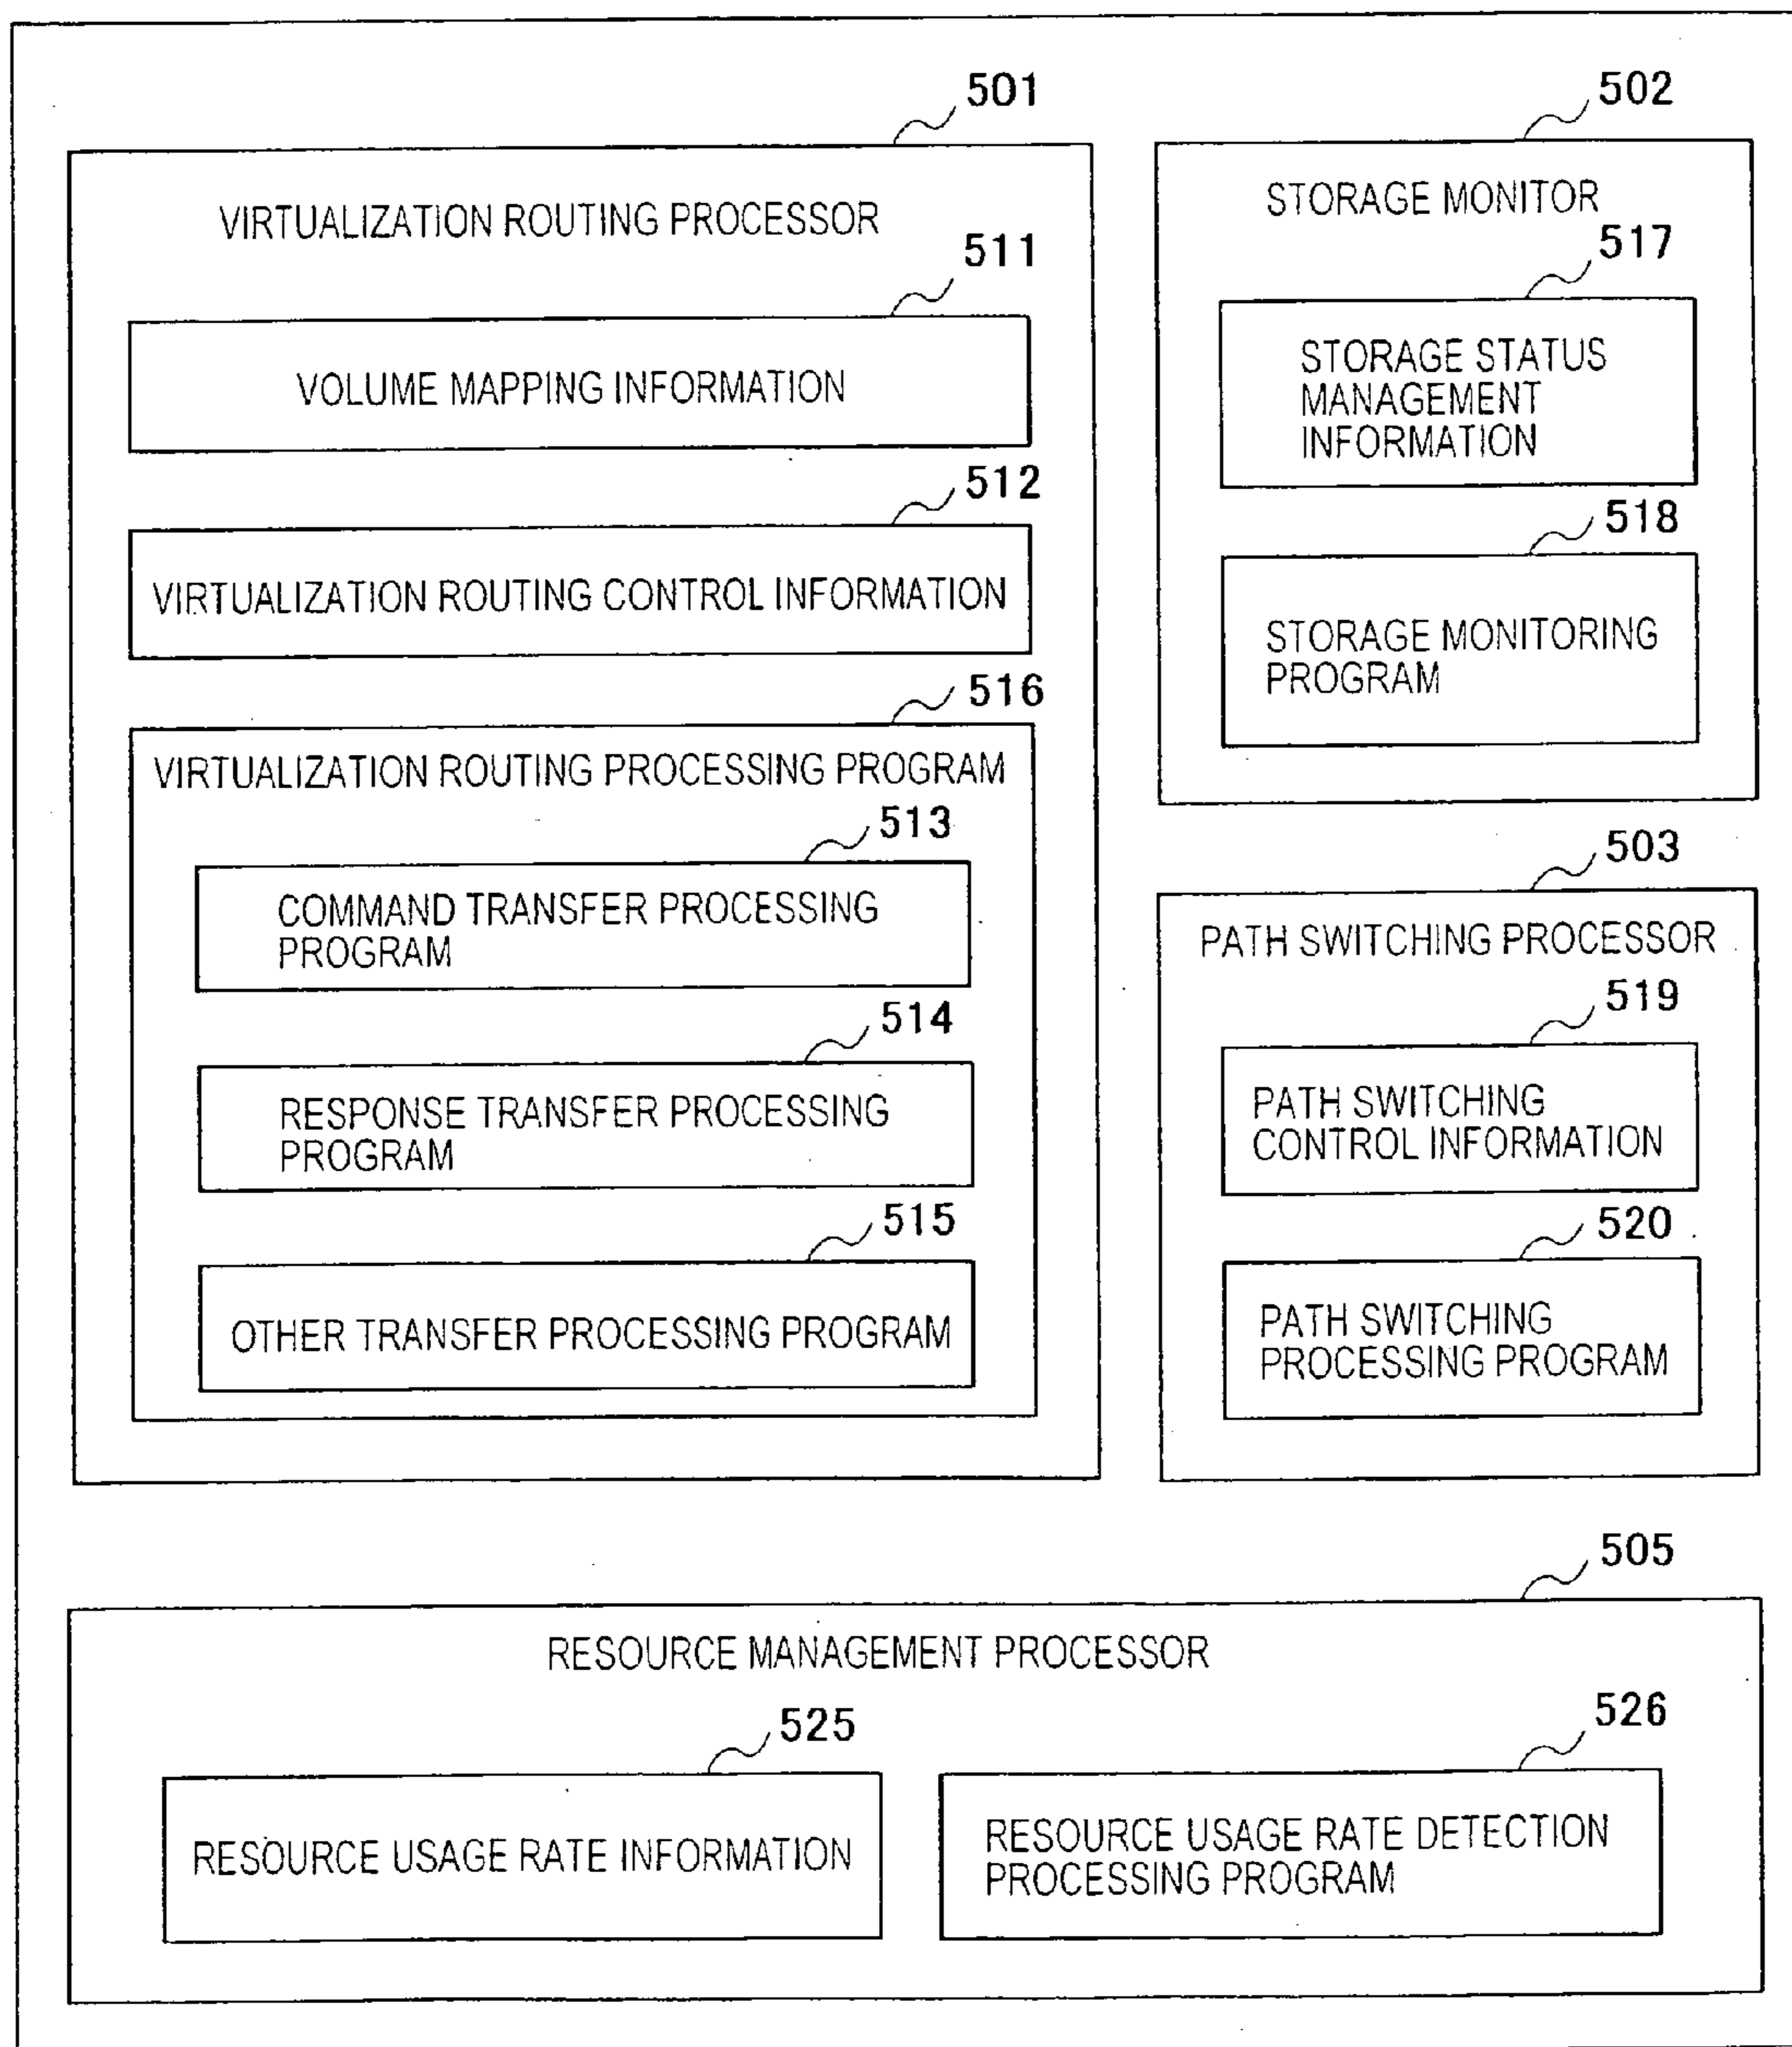 501
VIRTUALIZATION ROUTING PROCESSOR
511
VOLUME MAPPING INFORMATION
512
VIRTUALIZATION ROUTING CONTROL INFORMATION
516
VIRTUALIZATION ROUTING PROCESSING PROGRAM
513
COMMAND TRANSFER PROCESSING
PROGRAM
514
RESPONSE TRANSFER PROCESSING
PROGRAM
515
OTHER TRANSFER PROCESSING PROGRAM
502
STORAGE MONITOR
517
STORAGE STATUS
MANAGEMENT
INFORMATION
518
STORAGE MONITORING
PROGRAM
503
PATH SWITCHING PROCESSOR
519
PATH SWITCHING
CONTROL INFORMATION
520
PATH SWITCHING
PROCESSING PROGRAM
505
RESOURCE MANAGEMENT PROCESSOR
525
RESOURCE USAGE RATE INFORMATION
526
RESOURCE USAGE RATE DETECTION
PROCESSING PROGRAM